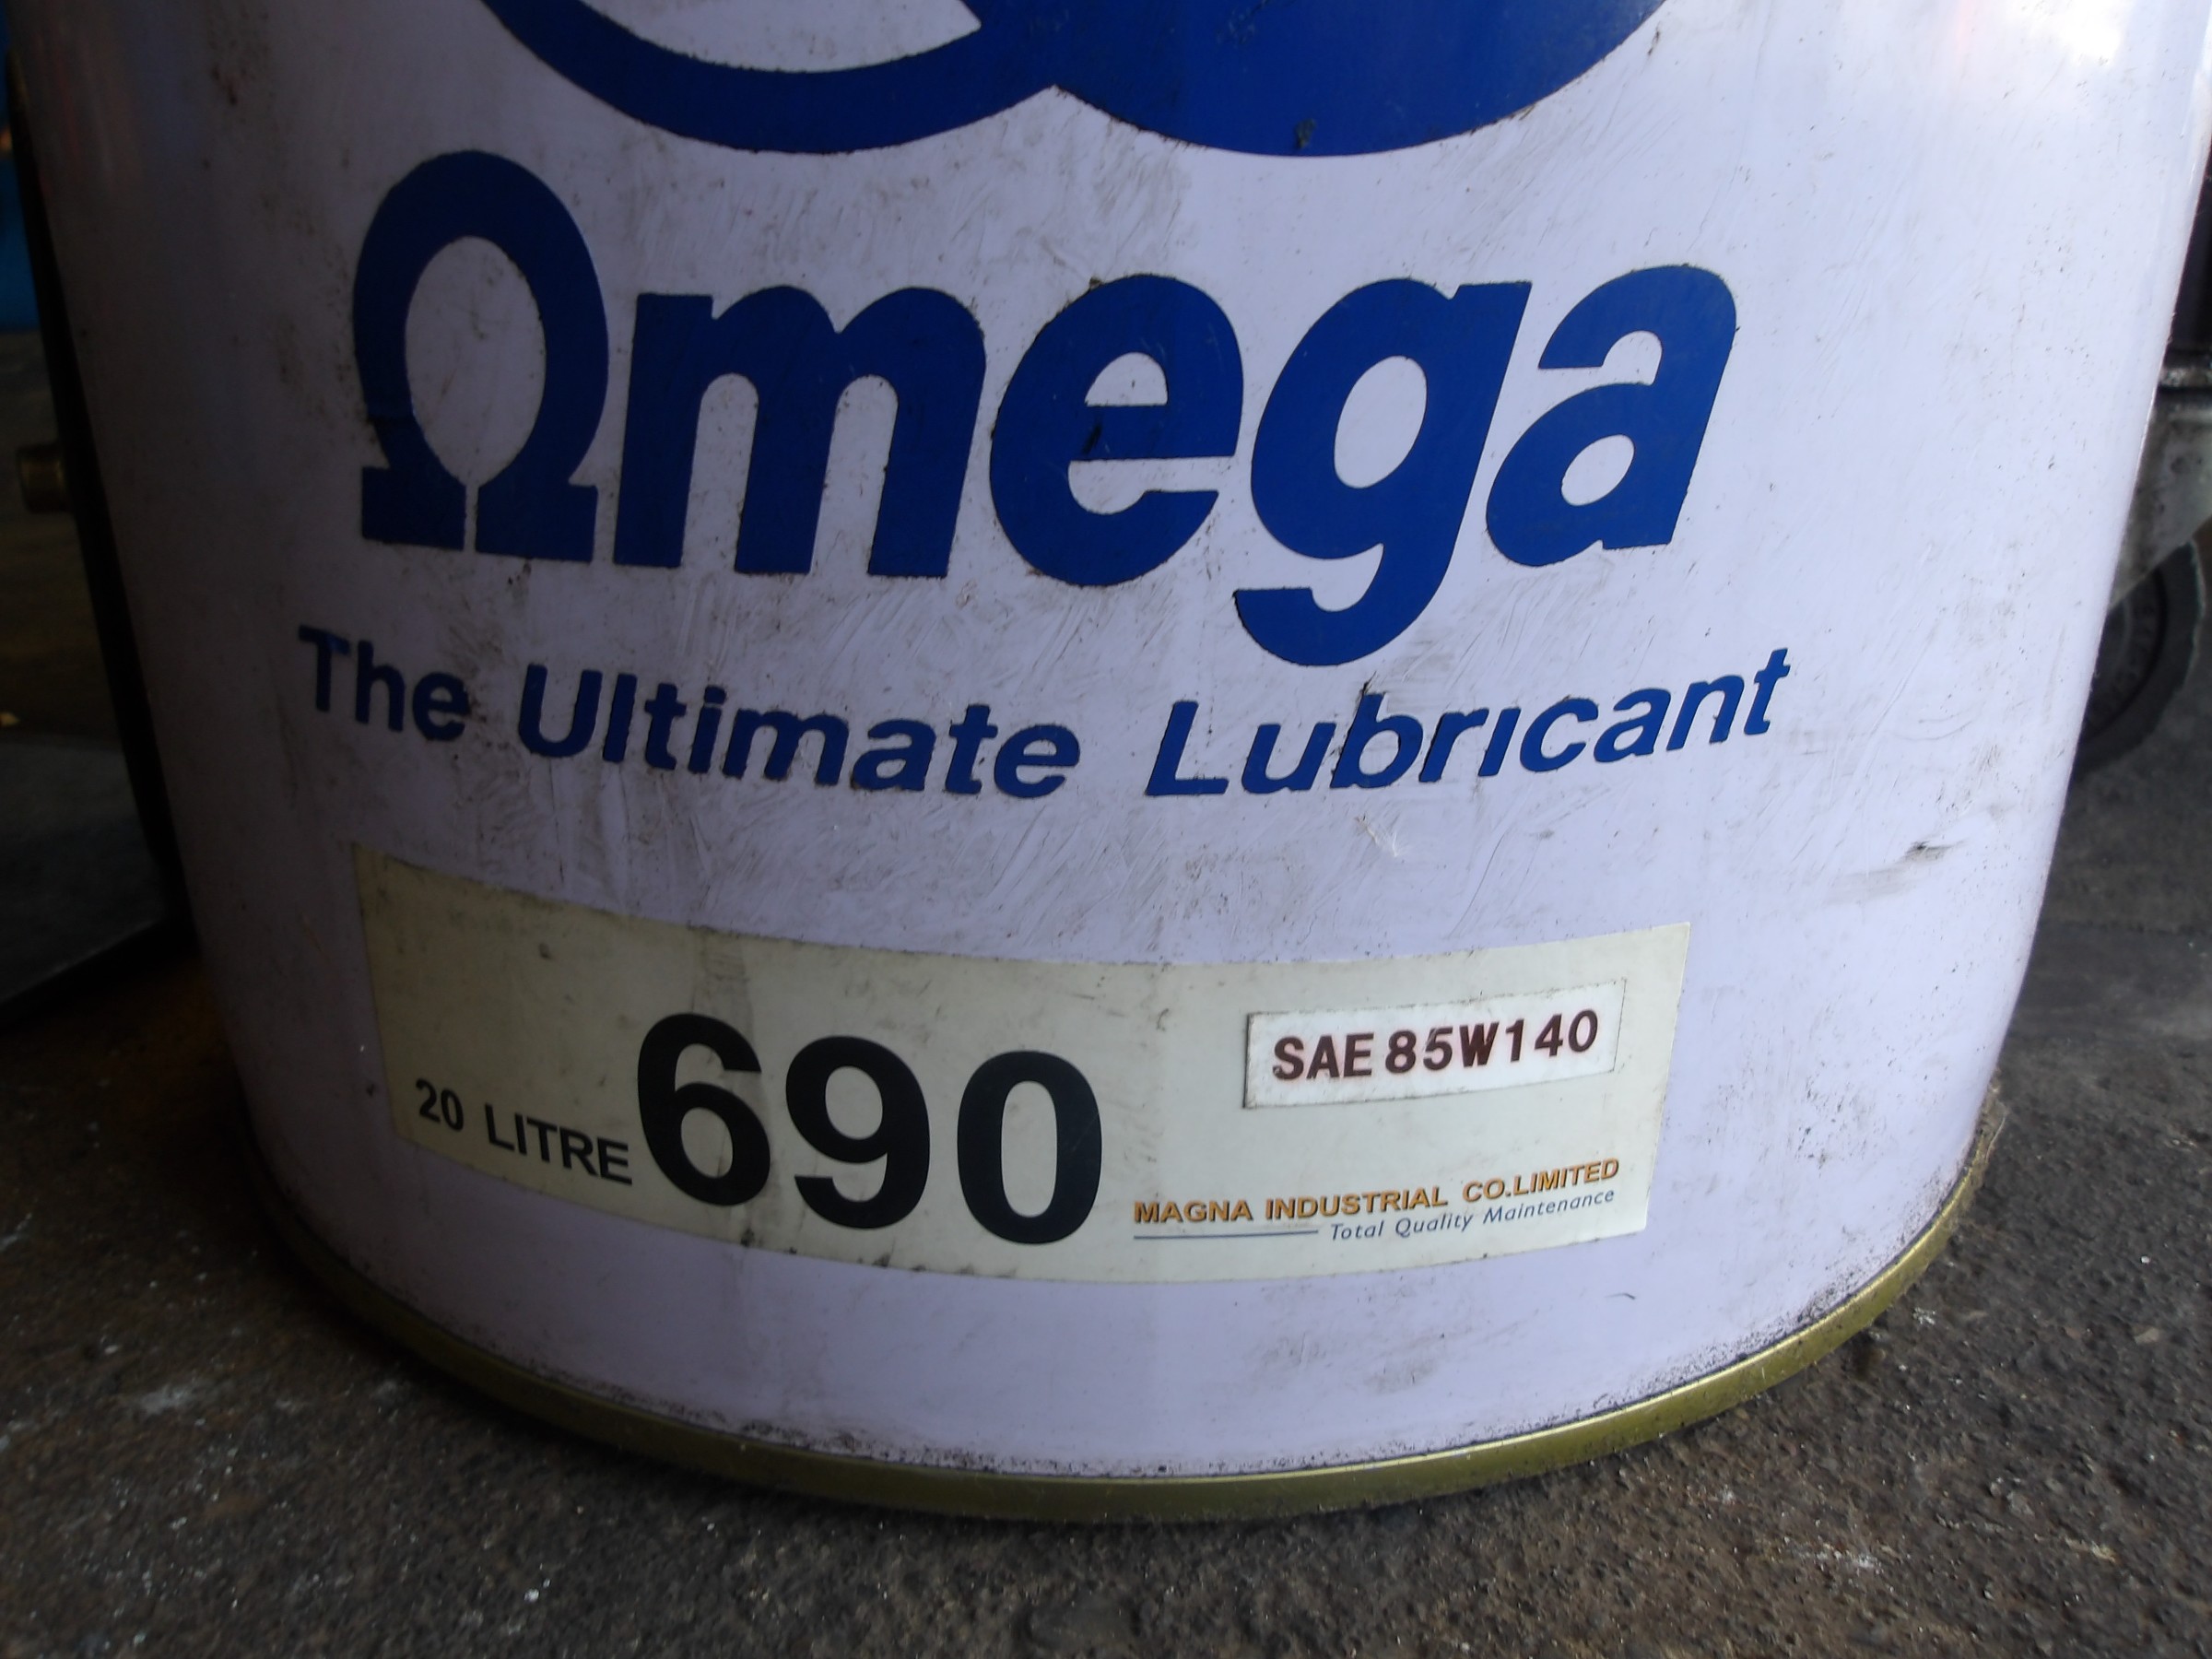 Ωmega
The Ultimate Lubricant
20 LITRE 690
SAE 85W140
MAGNA INDUSTRIAL CO.LIMITED
Total Quality Maintenance